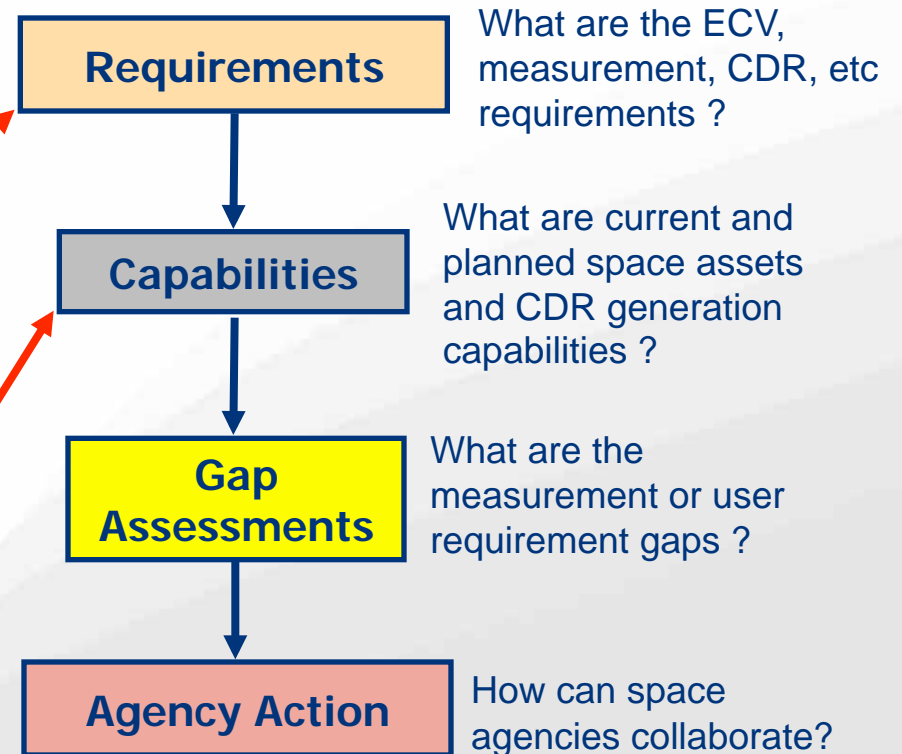 Requirements
What are the ECV,
measurement, CDR, etc
requirements ?
Capabilities
What are current and
planned space assets
and CDR generation
capabilities ?
Gap
Assessments
What are the
measurement or user
requirement gaps ?
Agency Action
How can space
agencies collaborate?